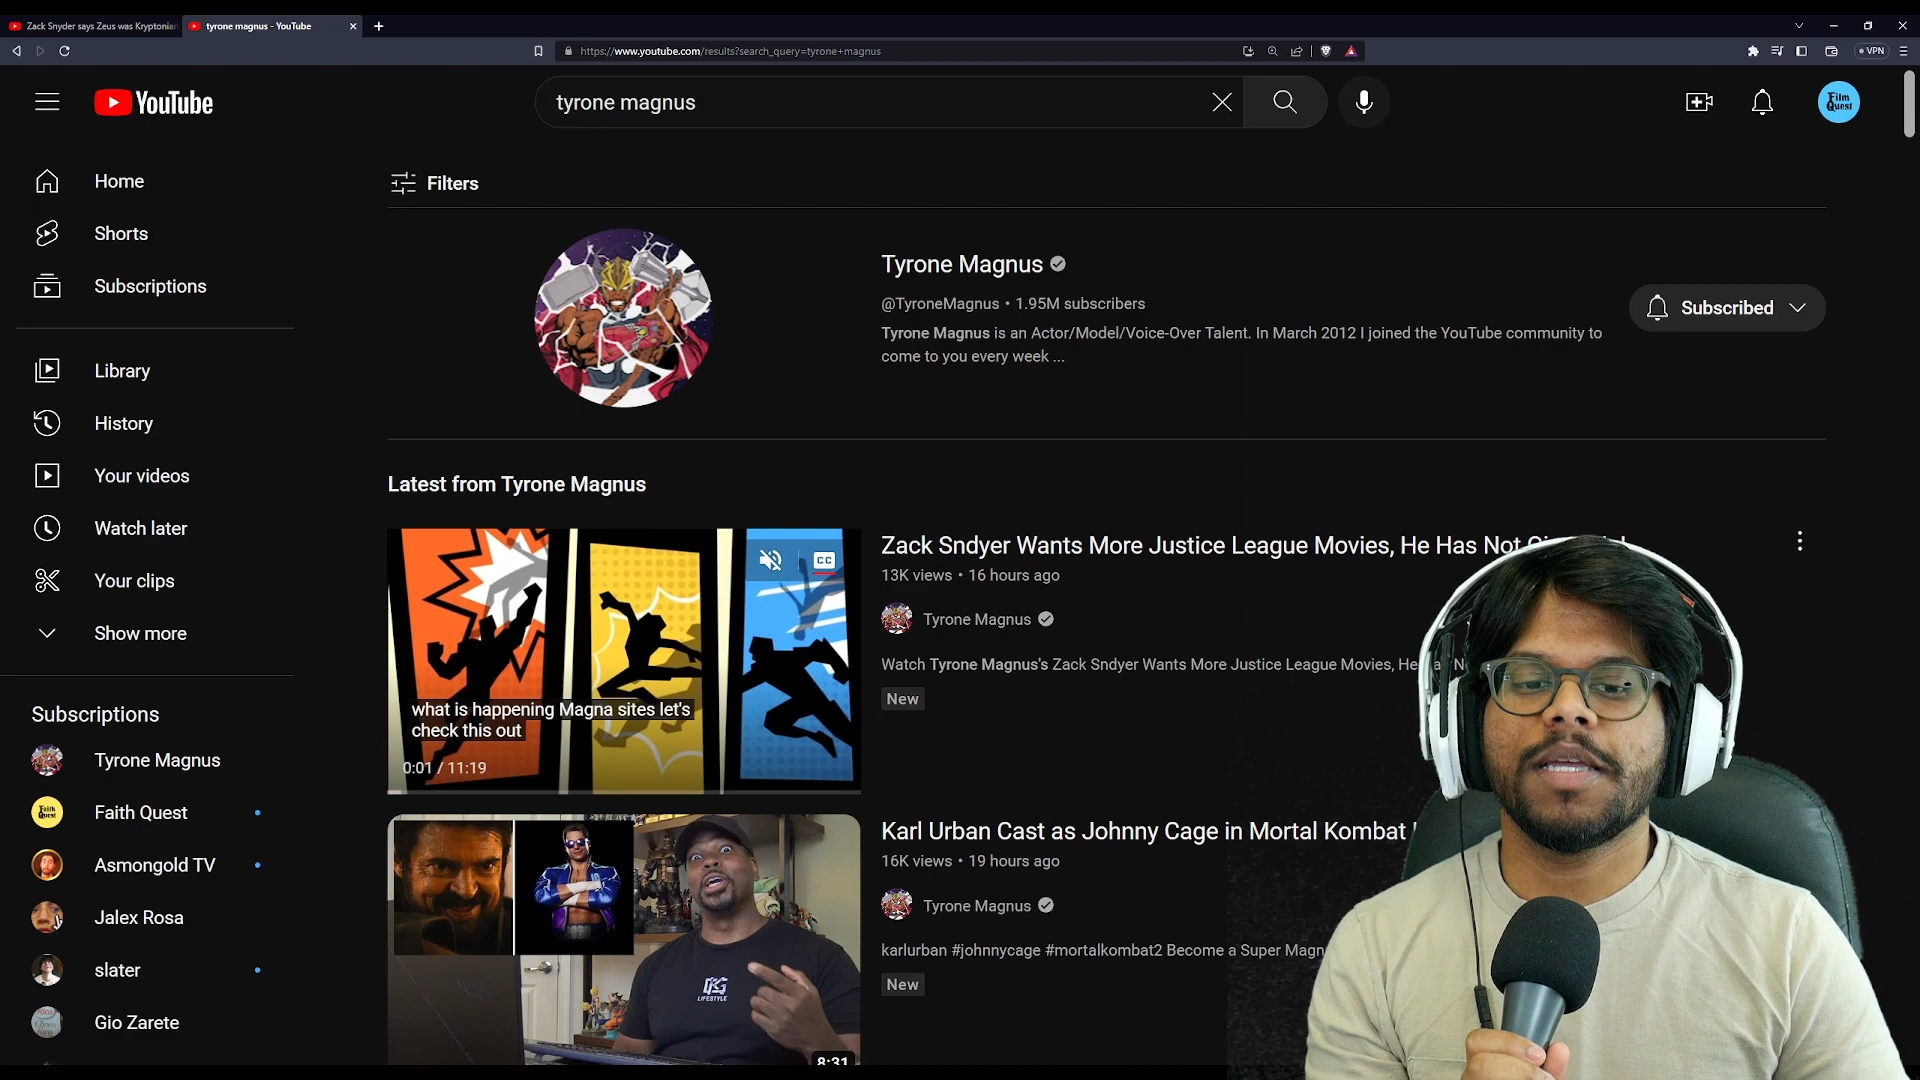 Zack Snyder says Zeus was Kryptonian
tyrone magnus - YouTube
https://www.youtube.com/results?search_query=tyrone+magnus
VPN
YouTube
tyrone magnus
Film
Quest
Home
Shorts
Subscriptions
Library
History
Your videos
Watch later
Your clips
Show more
Subscriptions
Tyrone Magnus
Faith Quest
Asmongold TV
Jalex Rosa
slater
Gio Zarete
Filters
Tyrone Magnus
@TyroneMagnus • 1.95M subscribers
Tyrone Magnus is an Actor/Model/Voice-Over Talent. In March 2012 I joined the YouTube community to
come to you every week ...
Subscribed
Latest from Tyrone Magnus
CC
what is happening Magna sites let's
check this out
0:01 / 11:19
Zack Sndyer Wants More Justice League Movies, He Has Not
13K views • 16 hours ago
Tyrone Magnus
Watch Tyrone Magnus's Zack Sndyer Wants More Justice League Movies,
New
LIFESTYLE
8:31
Karl Urban Cast as Johnny Cage in Mortal Kombat
16K views • 19 hours ago
Tyrone Magnus
karlurban #johnnycage #mortalkombat2 Become a Super
New